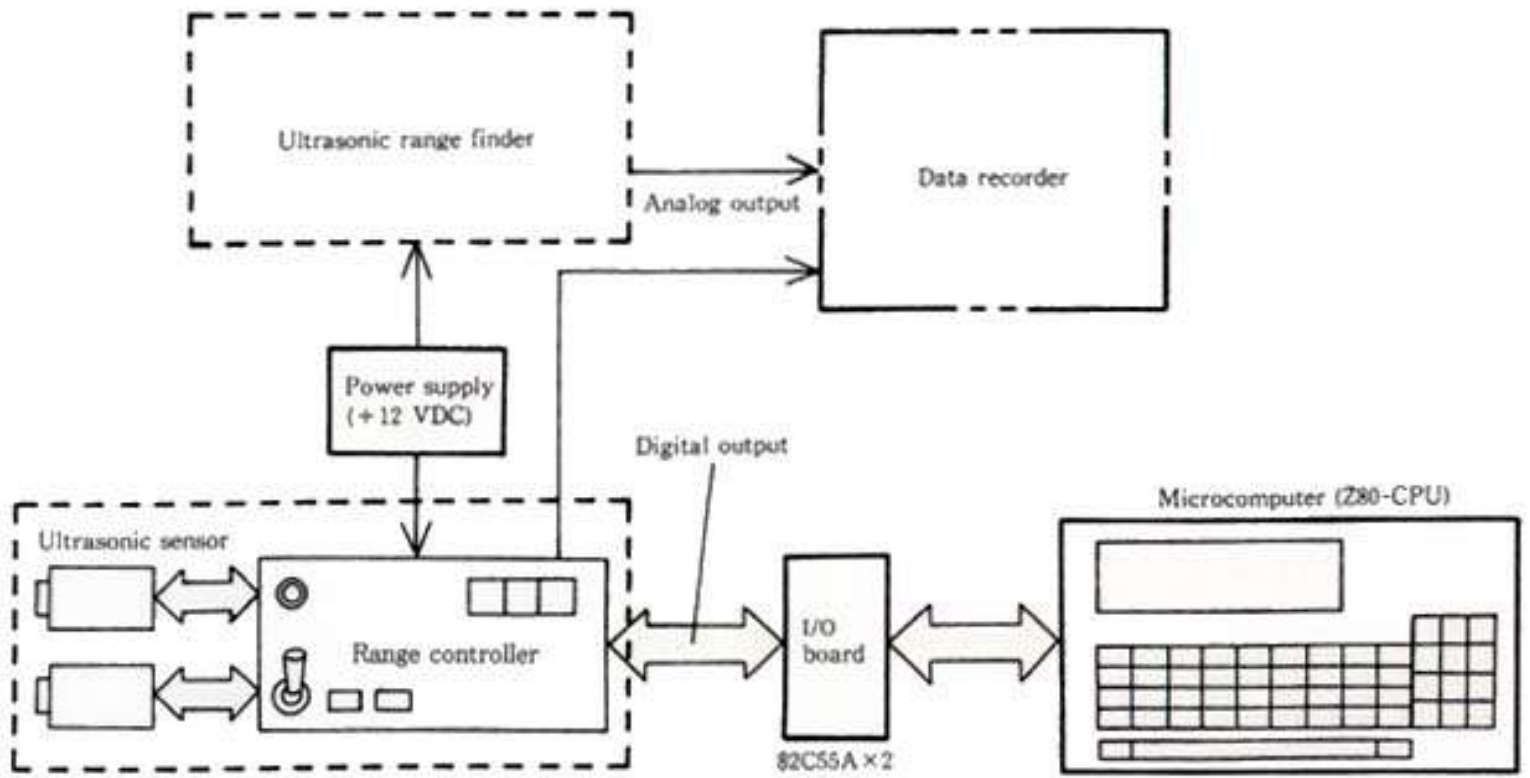 Ultrasonic range finder
Analog output
Data recorder
Power supply
(+12 VDC)
Digital output
Microcomputer (Z80-CPU)
Ultrasonic sensor
Range controller
I/O
board
82C55A×2